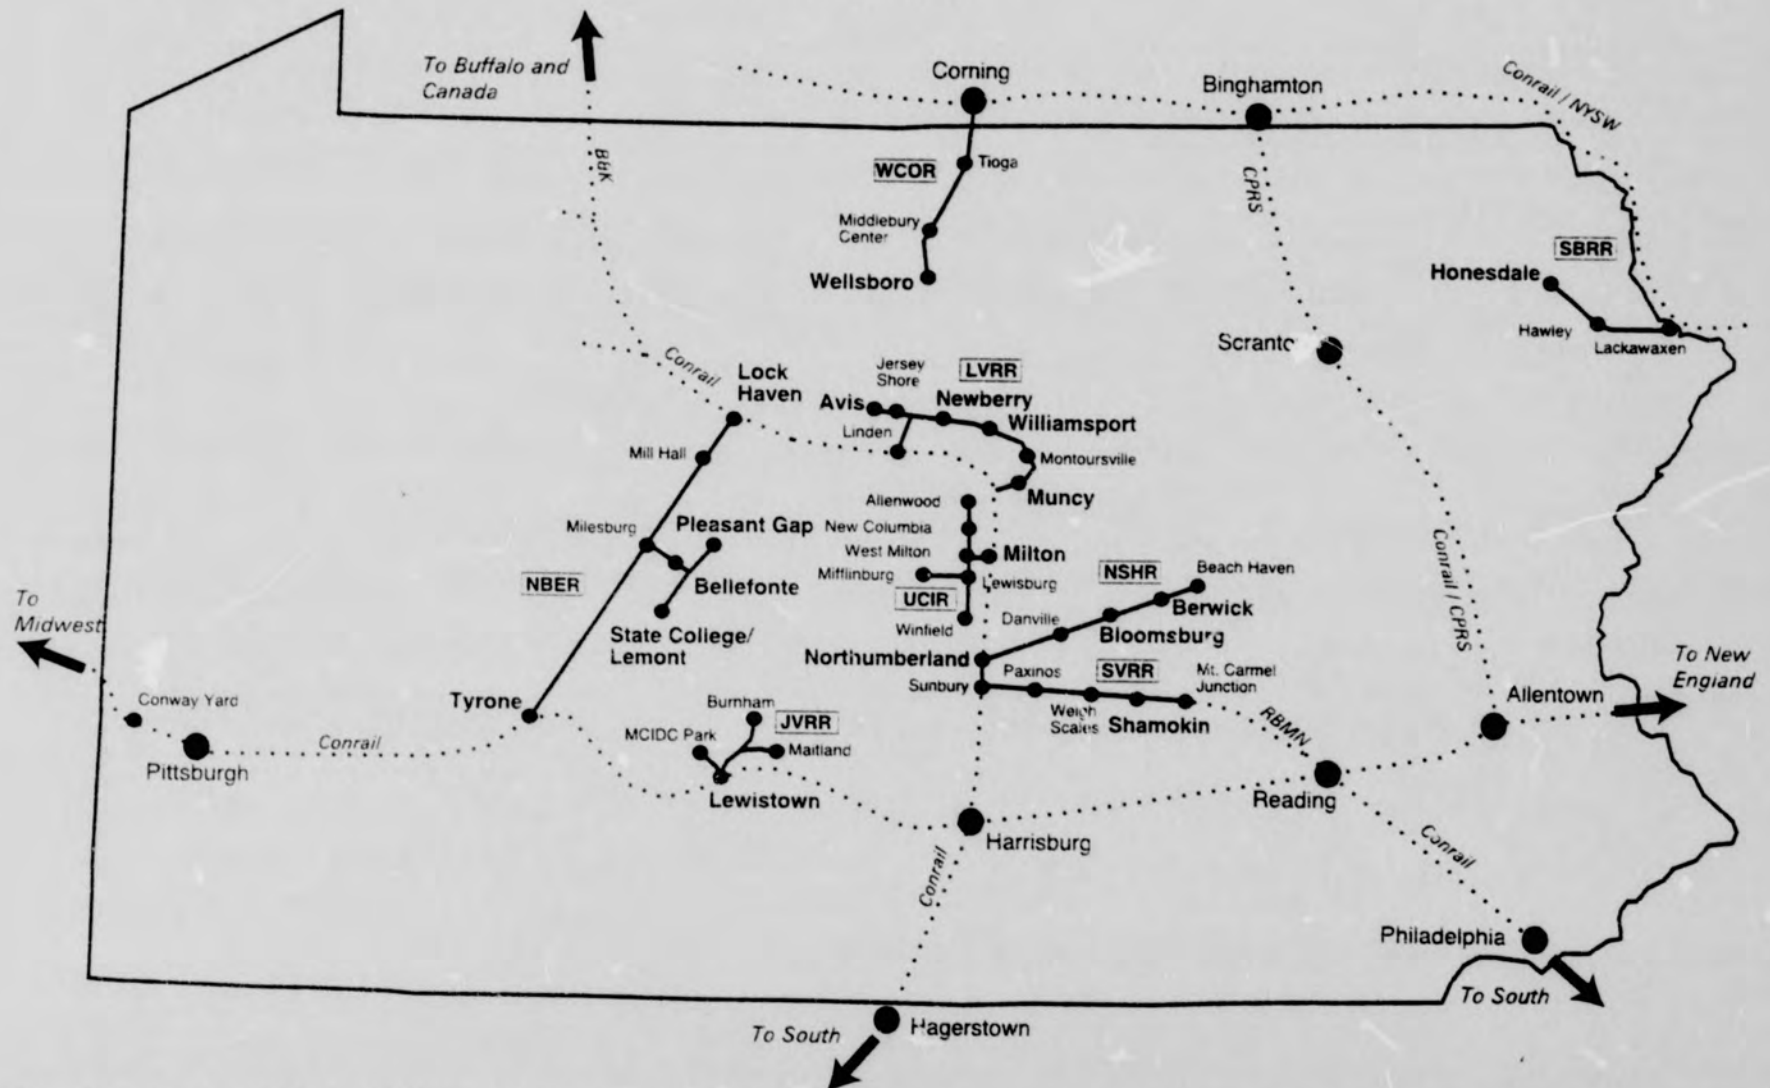 To Buffalo and
Canada
Corning
Binghamton
Conrail / NYSW
B&K
WCOR
Tioga
CPRS
Middlebury
Center
Wellsboro
SBRR
Honesdale
Hawley
Lackawaxen
Conrail
Lock
Haven
Jersey
Shore
LVRR
Avis
Newberry
Williamsport
Linden
Mill Hall
Montoursville
Muncy
Allenwood
Milesburg
Pleasant Gap
New Columbia
West Milton
Milton
Mifflinburg
Lewisburg
NSHR
Beach Haven
NBER
Bellefonte
UCIR
Berwick
Winfield
Danville
Bloomsburg
Conrail / CPRS
To
Midwest
State College/
Lemont
Northumberland
Paxinos
SVRR
Mt. Carmel
Junction
Sunbury
To New
England
Allentown
Tyrone
Conway Yard
Burnham
JVRR
Weigh
Scales
Shamokin
RBMN
MCIDC Park
Maitland
Conrail
Pittsburgh
Lewistown
Reading
Harrisburg
Conrail
Conrail
Philadelphia
To South
To South
Hagerstown